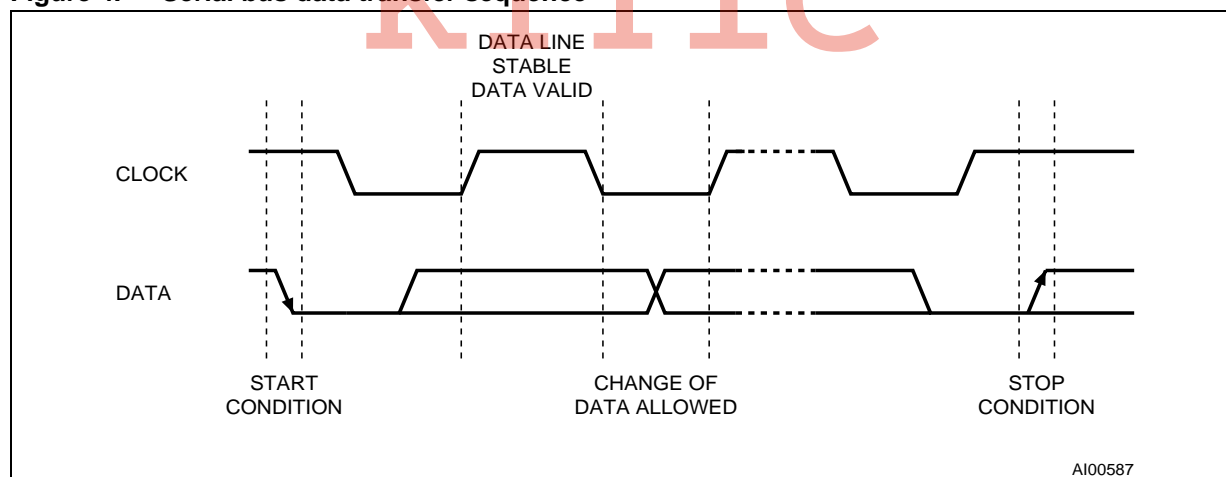 DATA LINE
STABLE
DATA VALID
CLOCK
DATA
START
CONDITION
CHANGE OF
DATA ALLOWED
STOP
CONDITION
AI00587